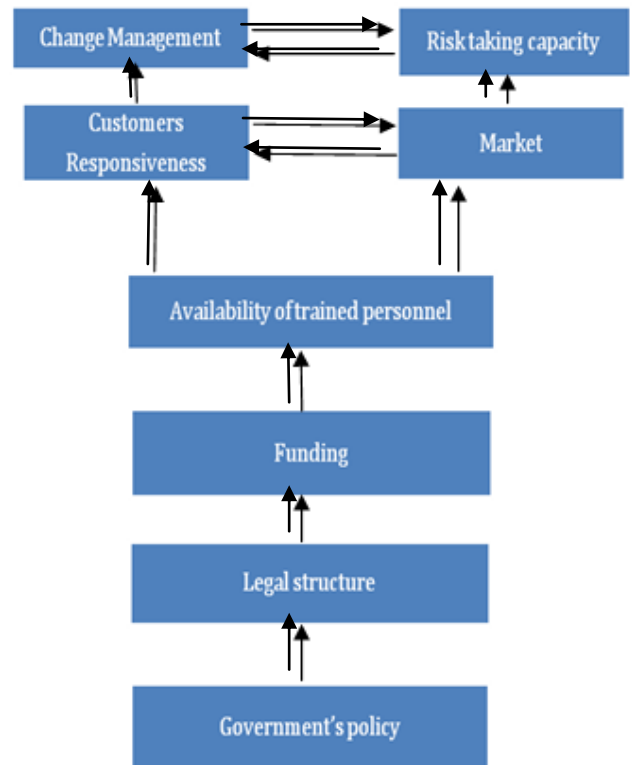 Change Management
Risk taking capacity
Customers
Responsiveness
Market
Availability of trained personnel
Funding
Legal structure
Government's policy